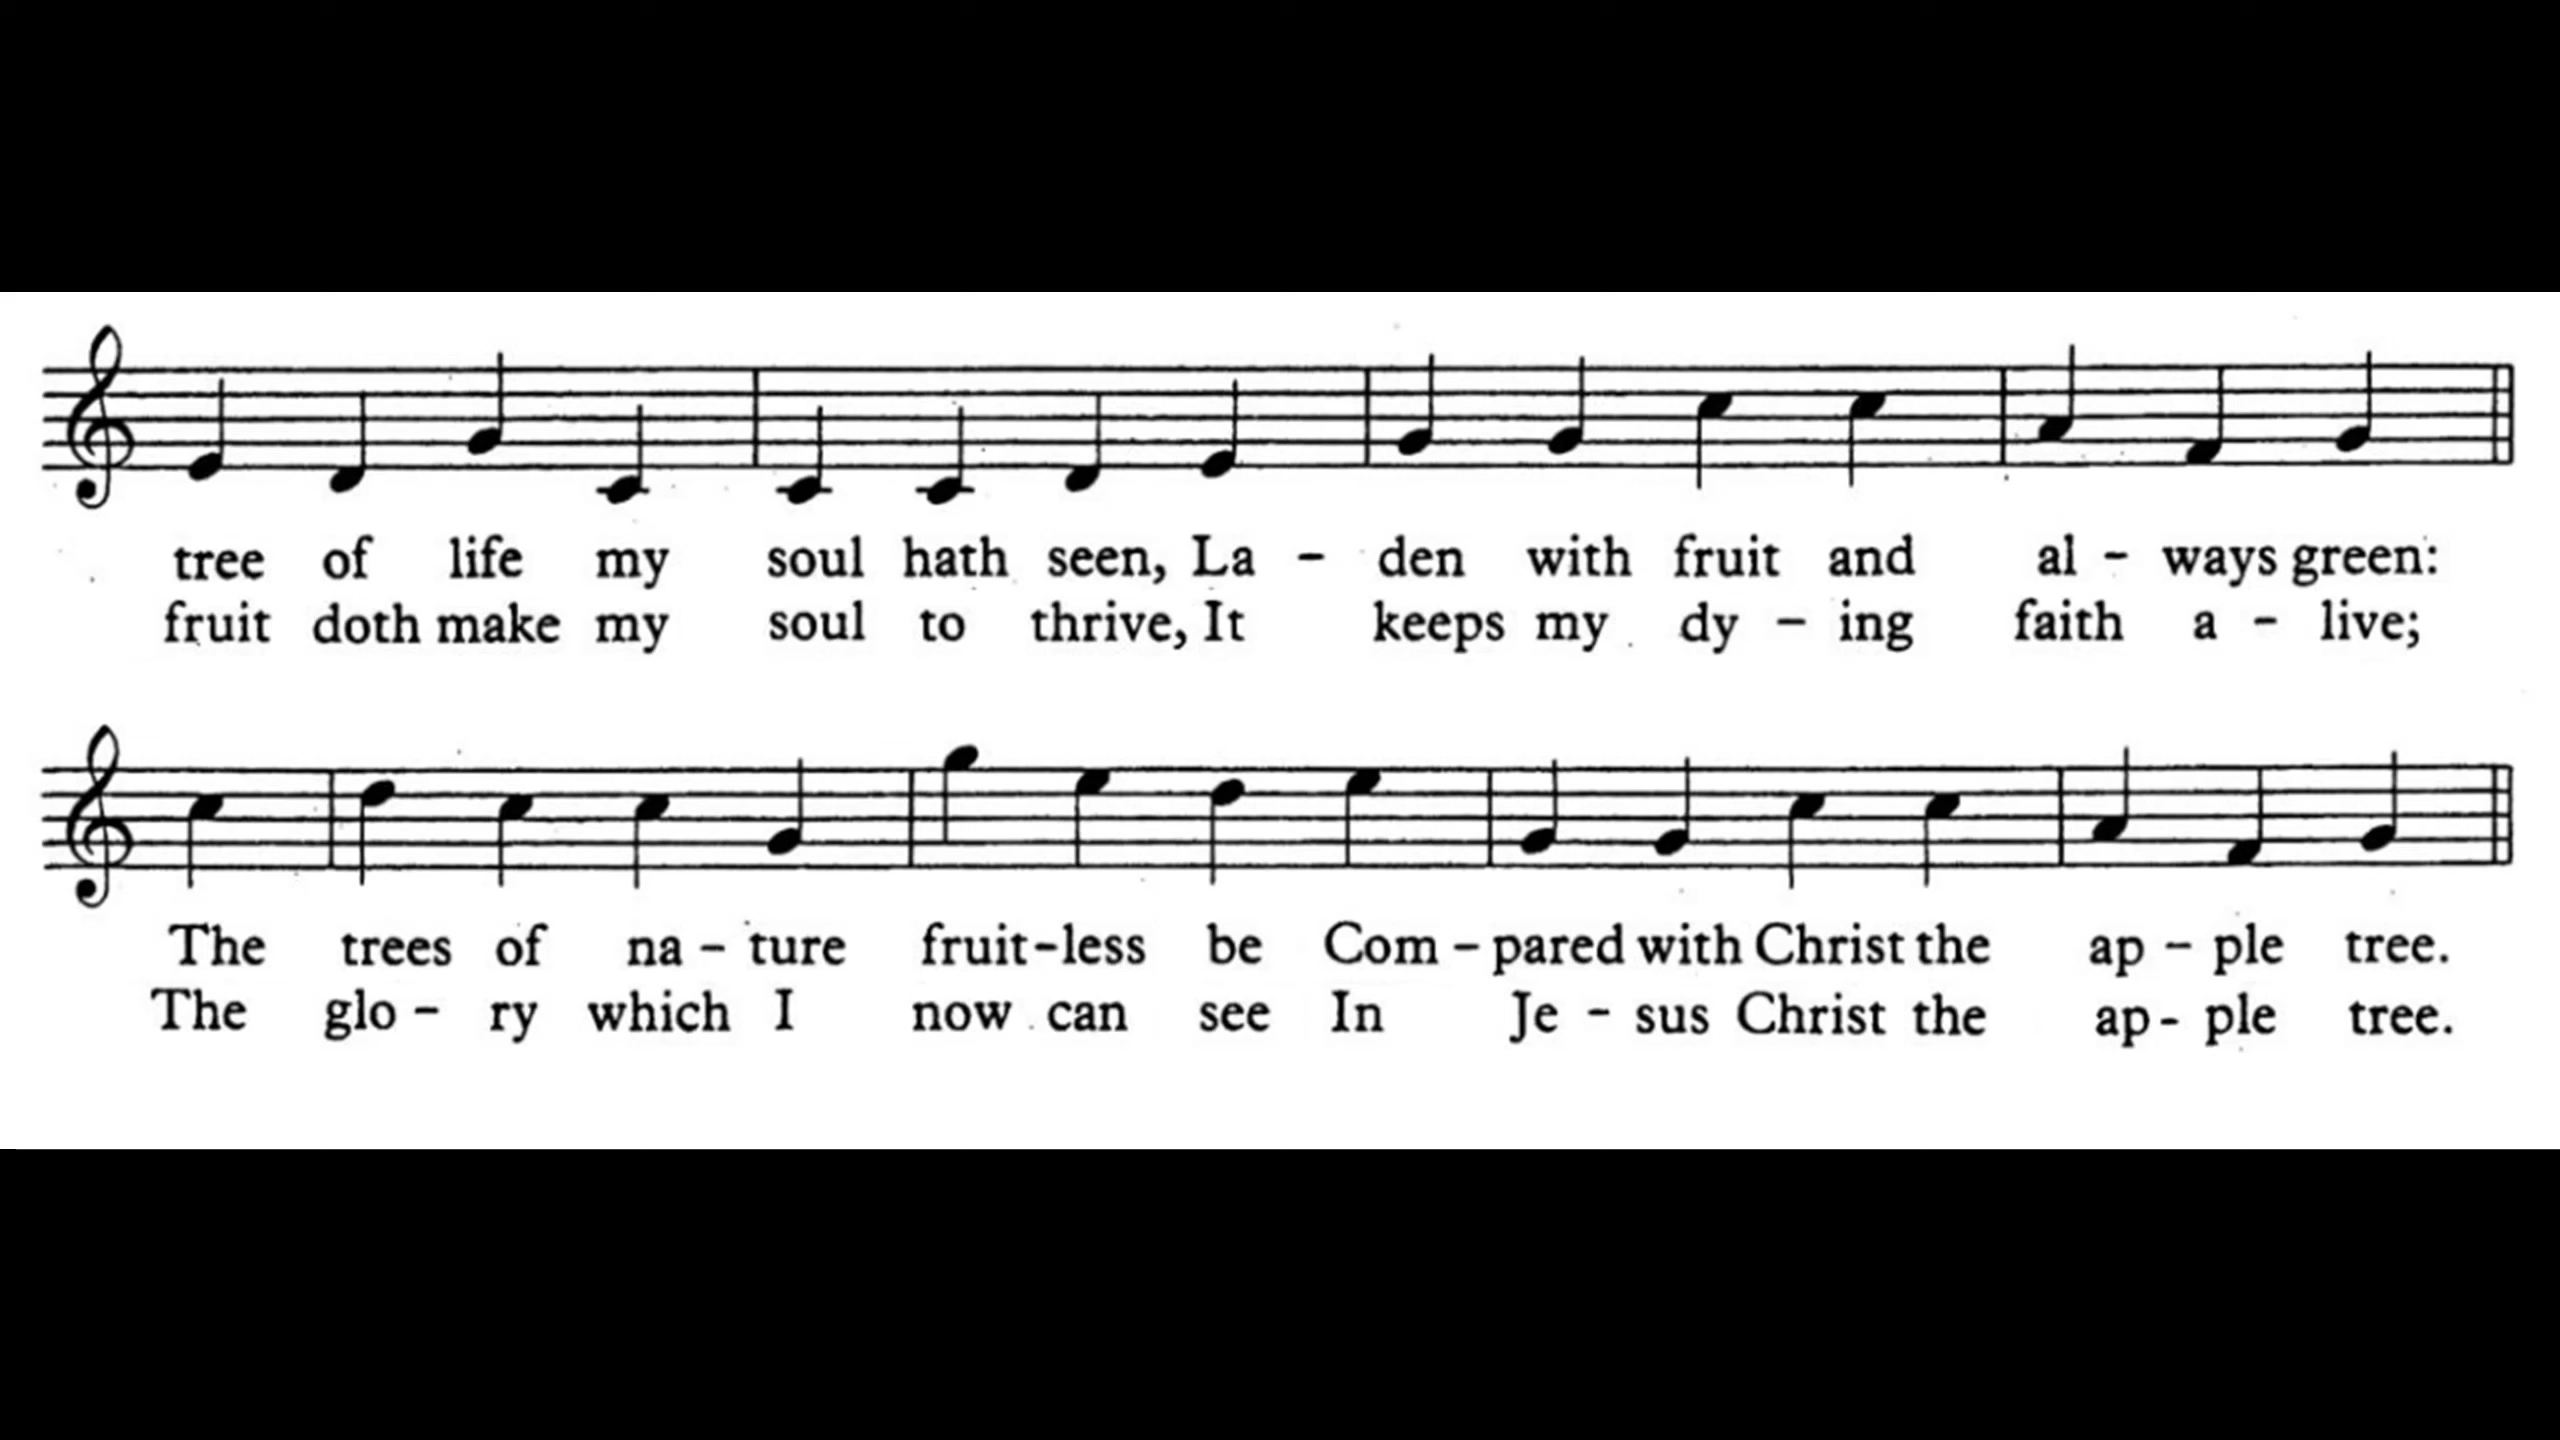 tree of life my soul hath seen, La - den with fruit and al - ways green:
fruit doth make my soul to thrive, It keeps my dy - ing faith a - live;
The trees of na - ture fruit - less be Com - pared with Christ the ap - ple tree.
The glo - ry which I now can see In Je - sus Christ the ap - ple tree.